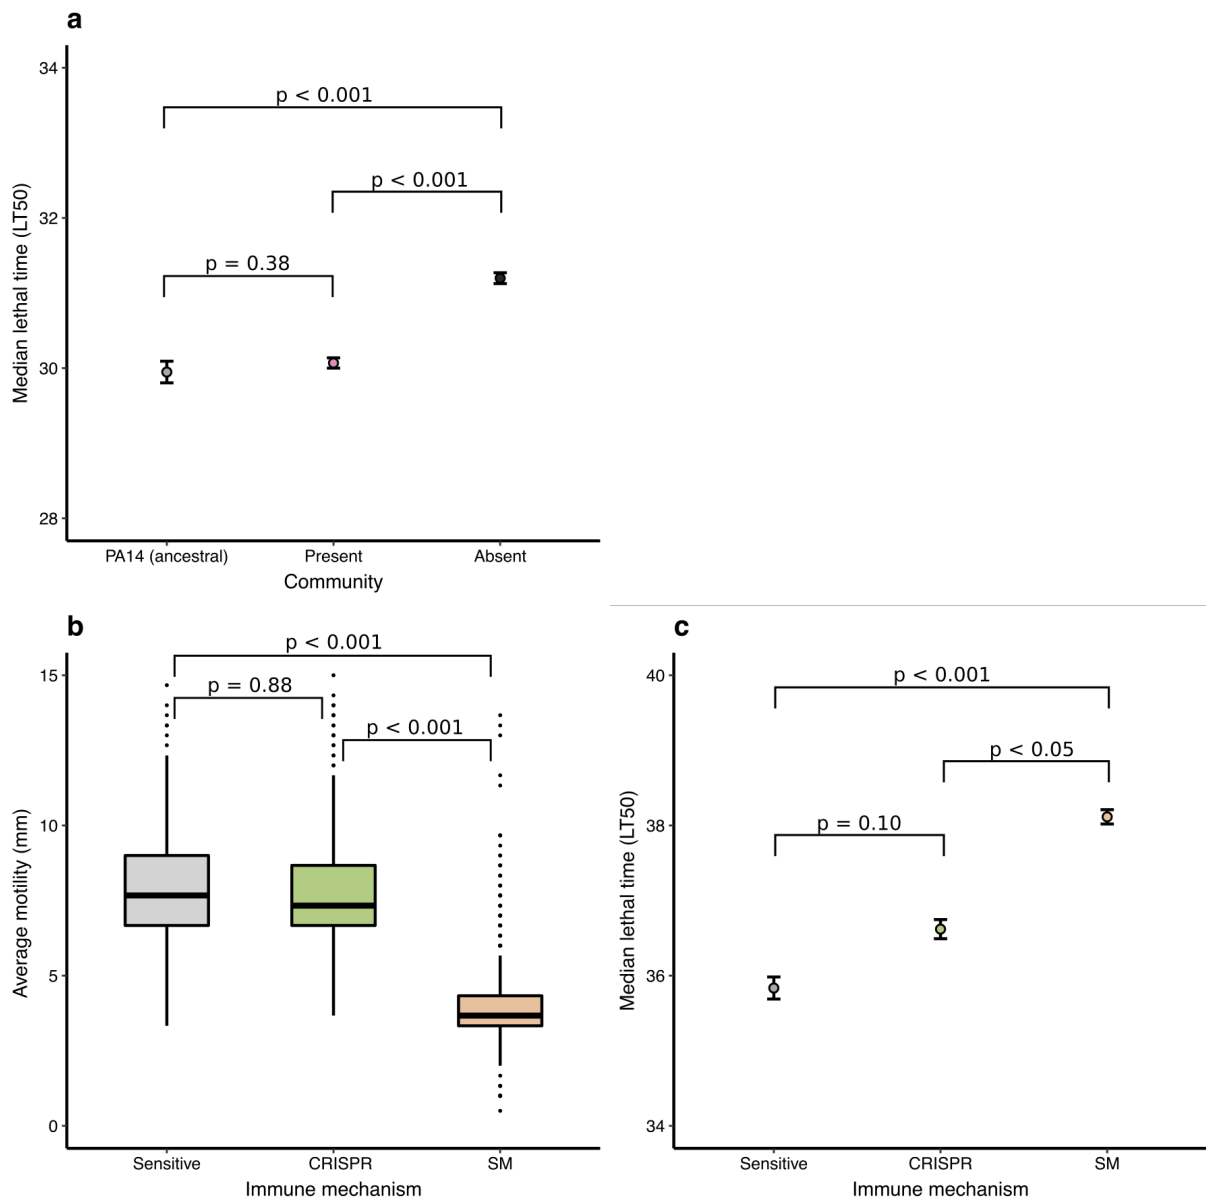 a
34
32
30
28
Median lethal time (LT50)
p < 0.001
p < 0.001
p = 0.38
PA14 (ancestral)
Present
Absent
Community
b
15
10
5
0
Average motility (mm)
p < 0.001
p = 0.88
p < 0.001
Sensitive
CRISPR
SM
Immune mechanism
c
40
38
36
34
Median lethal time (LT50)
p < 0.001
p < 0.05
p = 0.10
Sensitive
CRISPR
SM
Immune mechanism